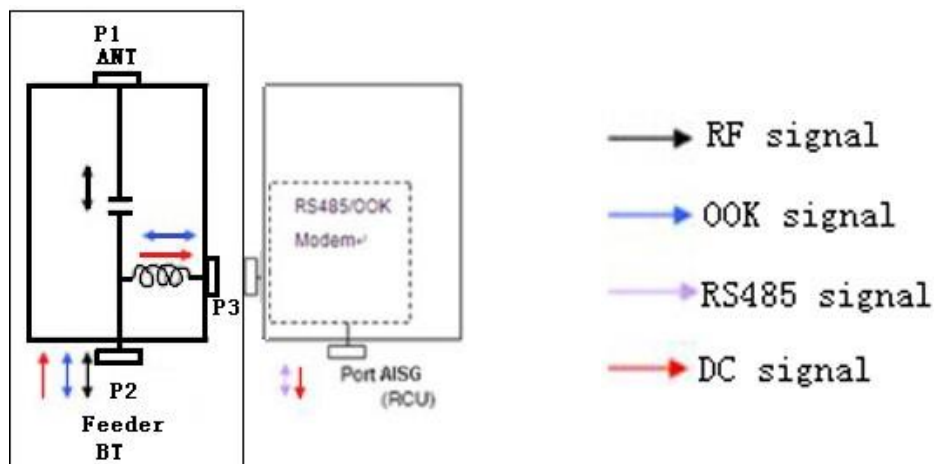 P1
ANT
RS485/OOK
Modem↵
P3
P2
Feeder
BT
Port AISG
(RCU)
RF signal
OOK signal
RS485 signal
DC signal